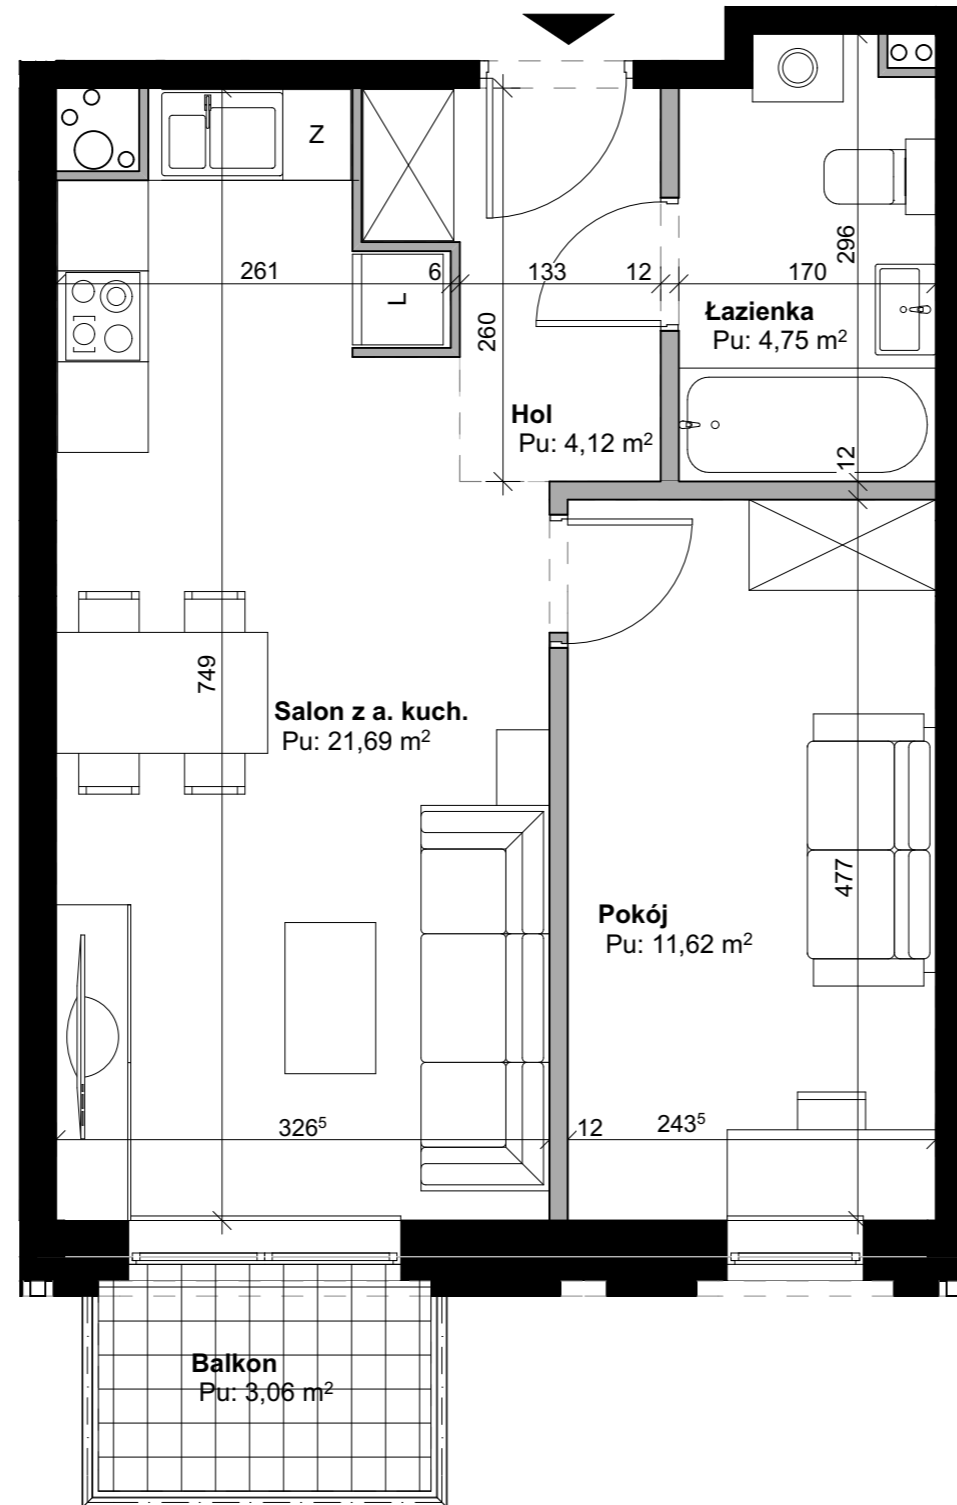 Z
L
261
6
133
12
170
296
260
Łazienka
Pu: 4,75 m²
Hol
Pu: 4,12 m²
12
749
Salon z a. kuch.
Pu: 21,69 m²
477
Pokój
Pu: 11,62 m²
326⁵
12
243⁵
Balkon
Pu: 3,06 m²